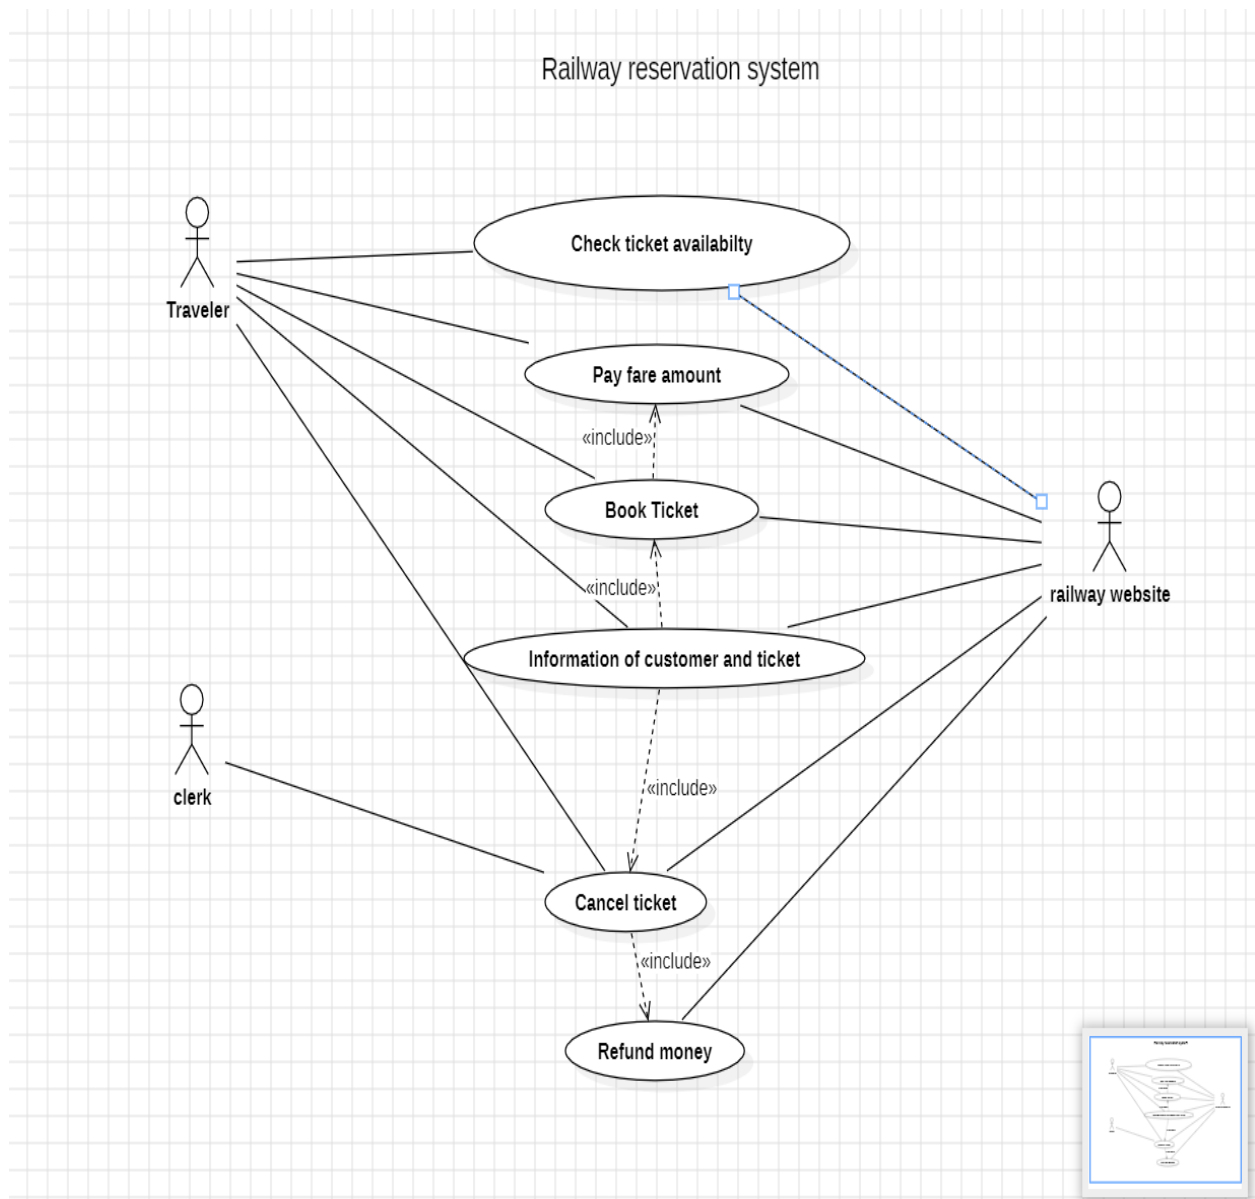 Railway reservation system
Check ticket availabilty
Traveler
Pay fare amount
«include»
Book Ticket
«include»
railway website
Information of customer and ticket
«include»
clerk
Cancel ticket
«include»
Refund money